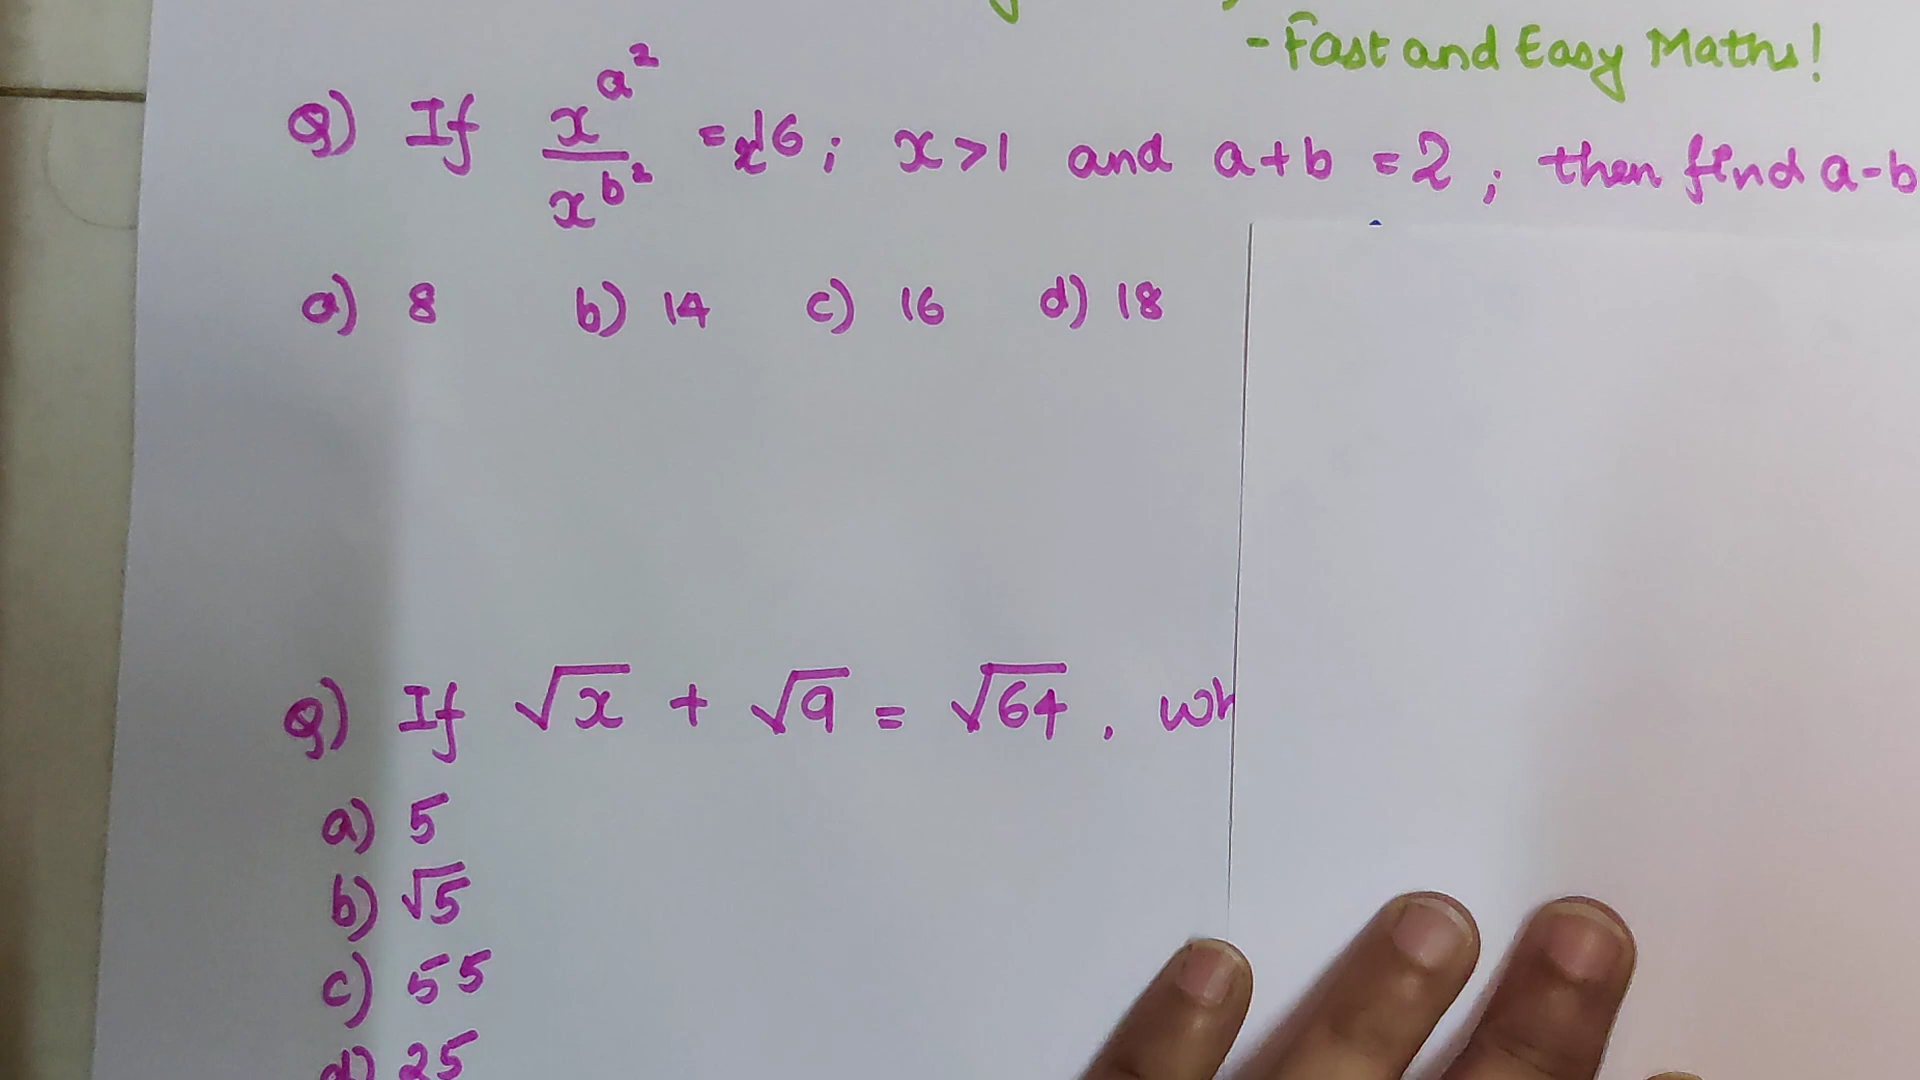 - Fast and Easy Maths!
Q) If x^a² / x^b² = x^16; x>1 and a+b = 2; then find a-b
a) 8 b) 14 c) 16 d) 18
Q) If √x + √9 = √64. wh
a) 5
b) √5
c) 55
d) 25